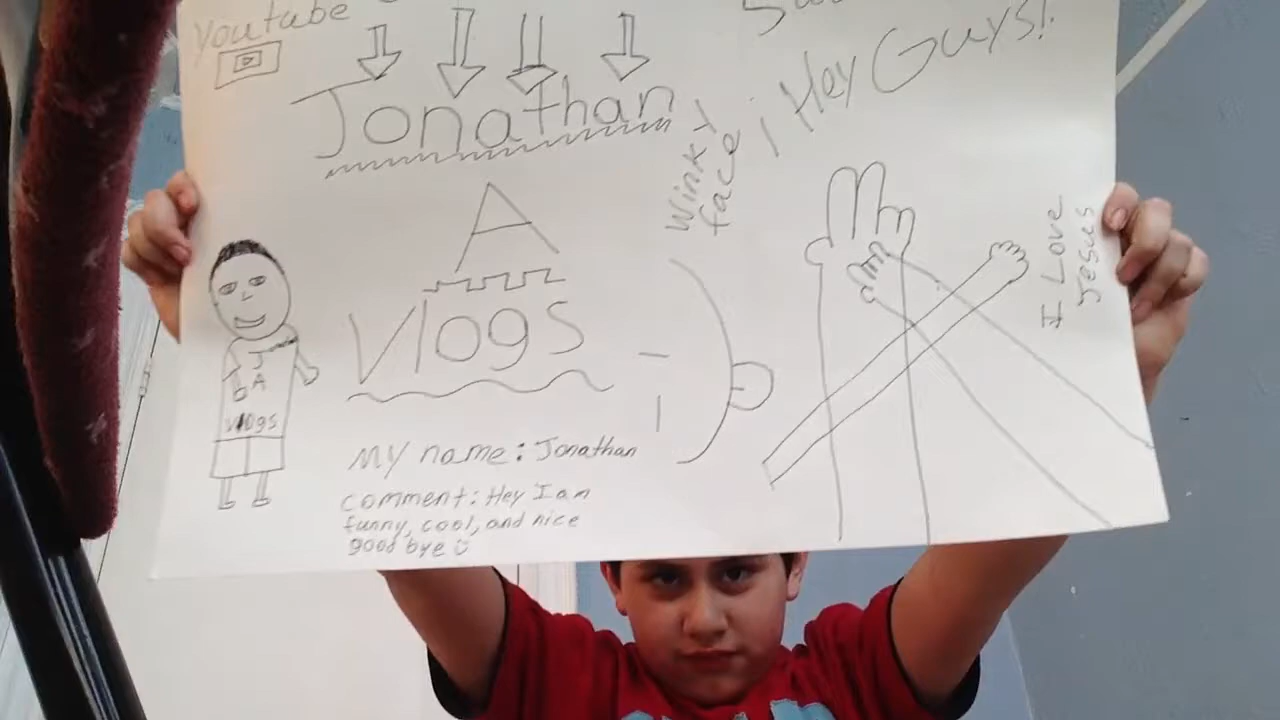 Youtube
Jonathan
A
Vlogs
¡Hey Guys!
Winky
face
I Love
Jesus
J
A
Vlogs
My name: Jonathan
comment: Hey I am
funny, cool, and nice
good bye